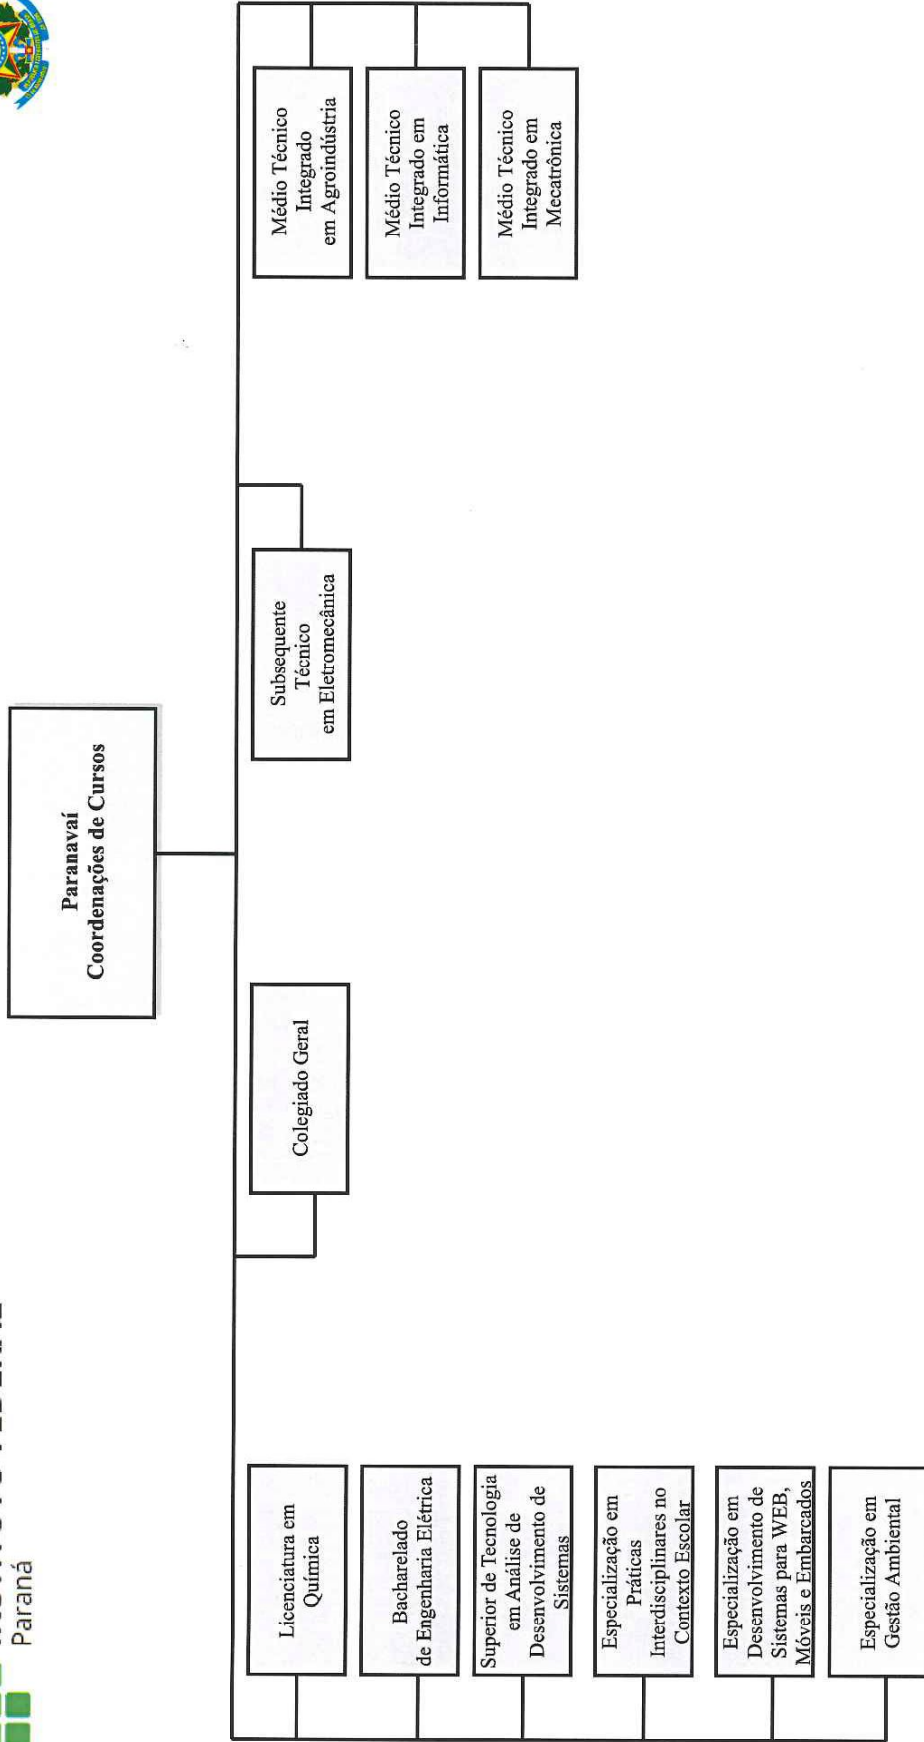 Paraná
Paranavaí
Coordenações de Cursos
Licenciatura em
Química
Bacharelado
de Engenharia Elétrica
Superior de Tecnologia
em Análise de
Desenvolvimento de
Sistemas
Especialização em
Práticas
Interdisciplinares no
Contexto Escolar
Especialização em
Desenvolvimento de
Sistemas para WEB,
Móveis e Embarcados
Especialização em
Gestão Ambiental
Colegiado Geral
Subsequente
Técnico
em Eletromecânica
Médio Técnico
Integrado
em Agroindústria
Médio Técnico
Integrado em
Informática
Médio Técnico
Integrado em
Mecatrônica